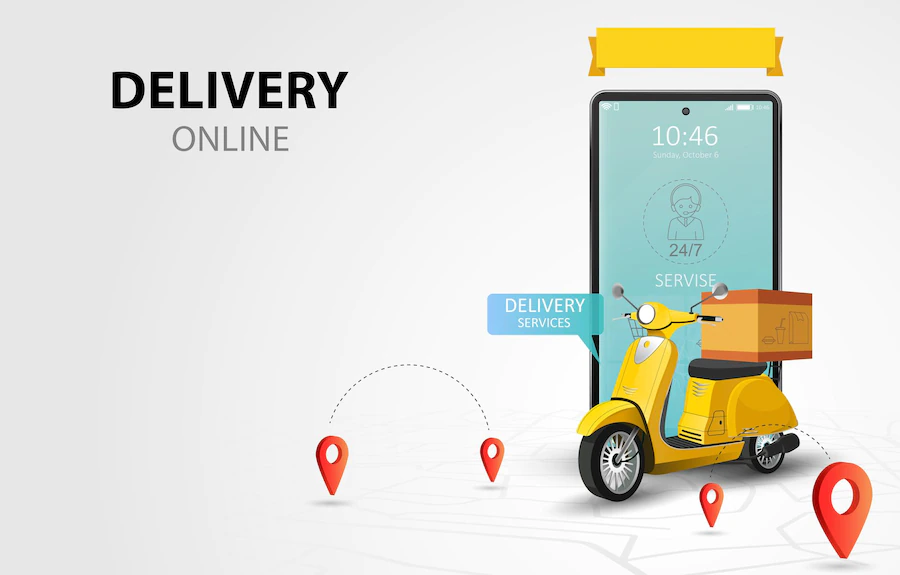 DELIVERY
ONLINE
10:46
Sunday, October 6
24/7
SERVISE
DELIVERY
SERVICES